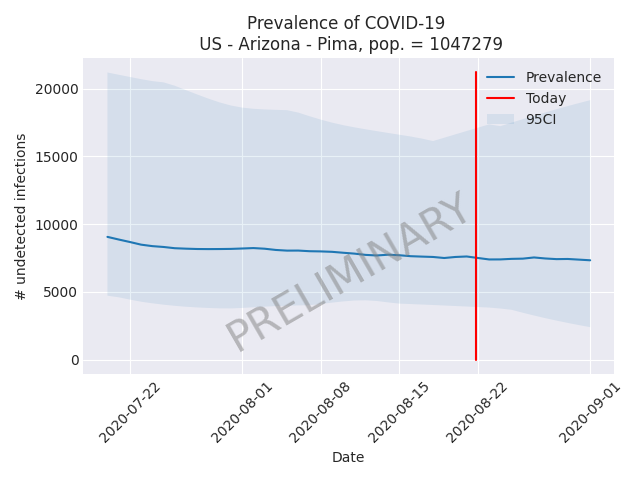 Prevalence of COVID-19
US - Arizona - Pima, pop. = 1047279
# undetected infections
20000
15000
10000
5000
0
Prevalence
Today
95CI
PRELIMINARY
2020-07-22
2020-08-01
2020-08-08
2020-08-15
2020-08-22
2020-09-01
Date